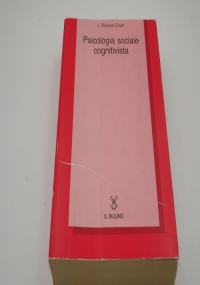 J. Richard Eiser
Psicologia sociale
cognitivista
IL MULINO